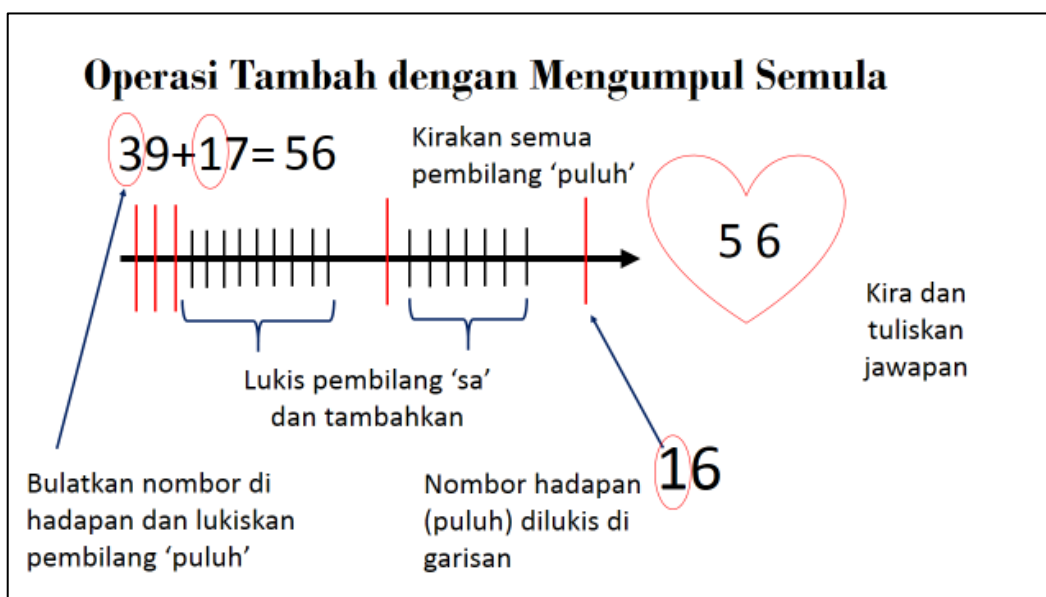 Operasi Tambah dengan Mengumpul Semula
39+17= 56
Kirakan semua
pembilang ‘puluh’
5 6
Kira dan
tuliskan
jawapan
Lukis pembilang ‘sa’
dan tambahkan
16
Bulatkan nombor di
hadapan dan lukiskan
pembilang ‘puluh’
Nombor hadapan
(puluh) dilukis di
garisan